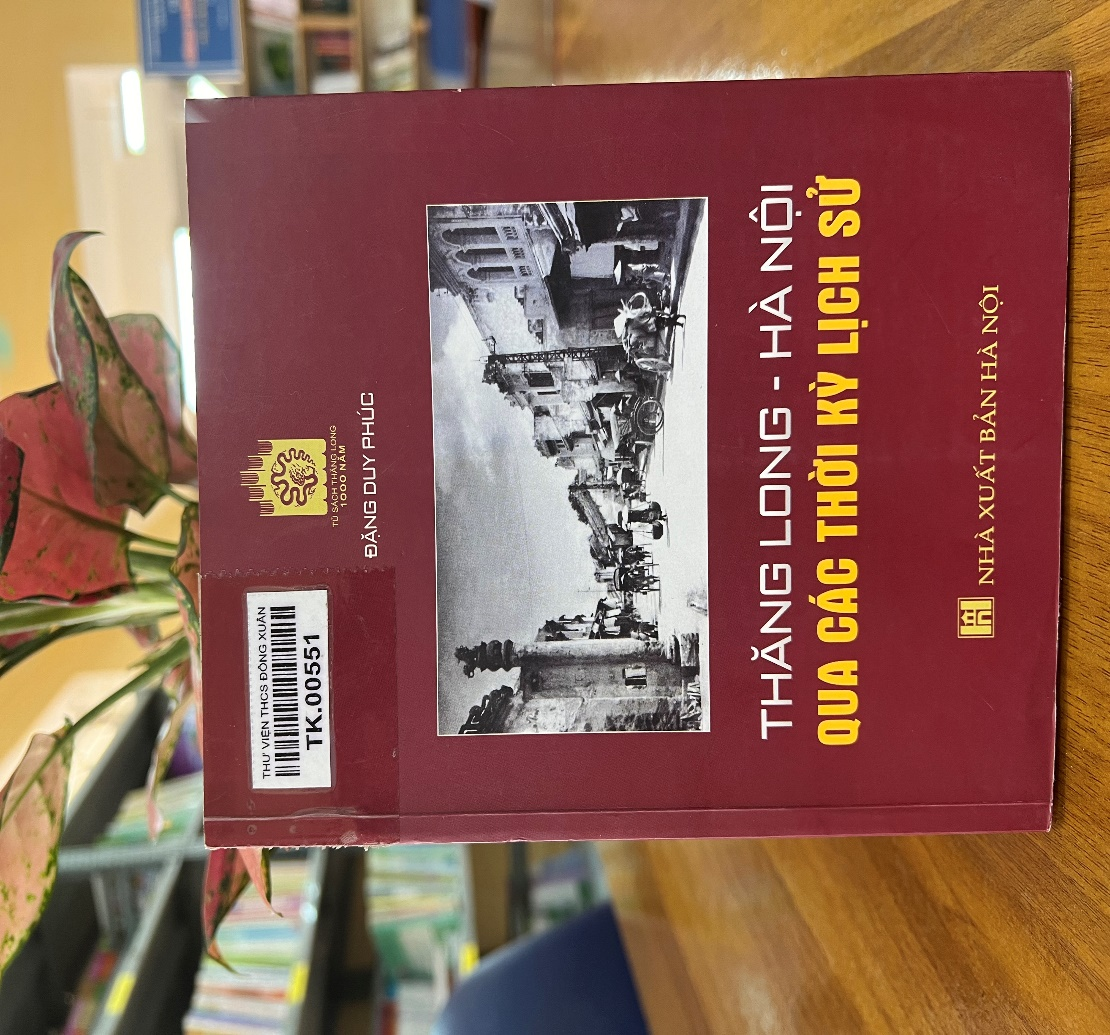 THƯ VIỆN THCS ĐỒNG XUÂN
TK.00551
TỦ SÁCH THĂNG LONG
1000 NĂM
ĐẶNG DUY PHÚC
THĂNG LONG - HÀ NỘI
QUA CÁC THỜI KỲ LỊCH SỬ
NHÀ XUẤT BẢN HÀ NỘI